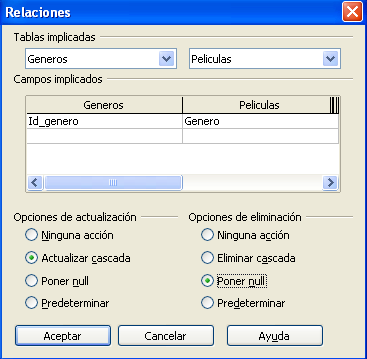 Relaciones
Tablas implicadas
Generos Peliculas
Campos implicados
Generos Peliculas
Id_genero Genero
Opciones de actualización Opciones de eliminación
Ninguna acción Ninguna acción
Actualizar cascada Eliminar cascada
Poner null Poner null
Predeterminar Predeterminar
Aceptar Cancelar Ayuda